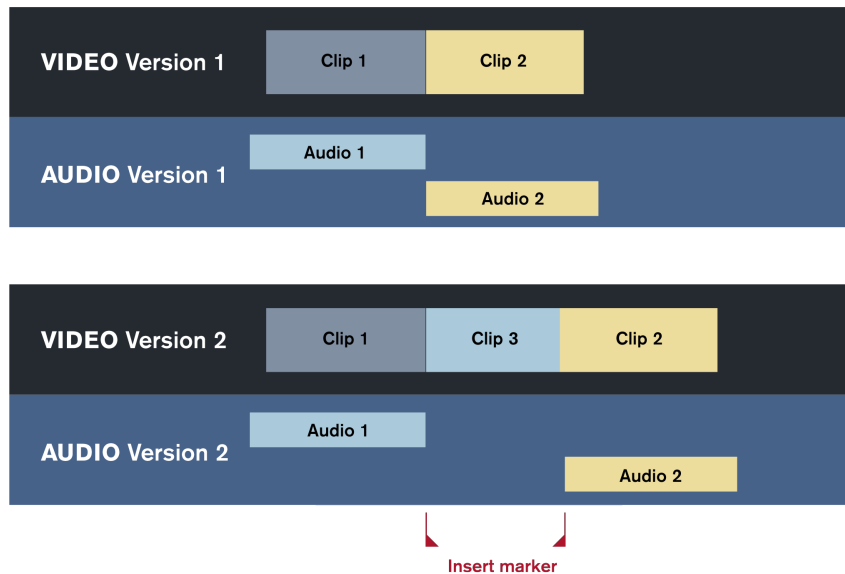 VIDEO Version 1
Clip 1
Clip 2
AUDIO Version 1
Audio 1
Audio 2
VIDEO Version 2
Clip 1
Clip 3
Clip 2
AUDIO Version 2
Audio 1
Audio 2
Insert marker